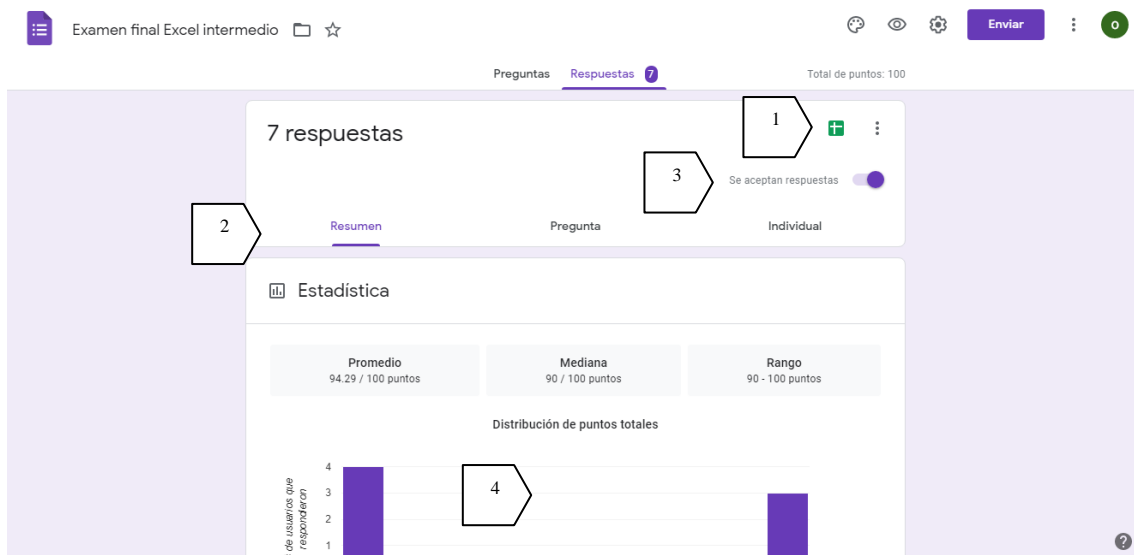 Examen final Excel intermedio
Enviar
O
Preguntas Respuestas 7
Total de puntos: 100
7 respuestas
1
3
Se aceptan respuestas
2
Resumen Pregunta Individual
Estadística
Promedio Mediana Rango
94.29 / 100 puntos 90 / 100 puntos 90 - 100 puntos
Distribución de puntos totales
4
3
2
1
de usuarios que
respondieron
4
?